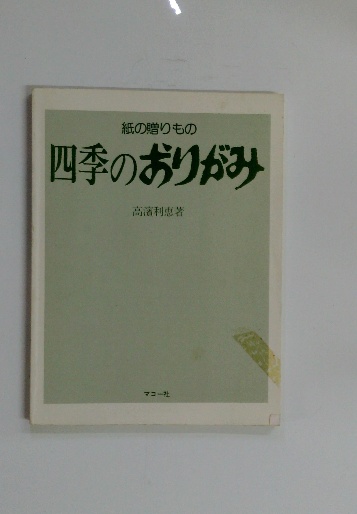 紙の贈りもの
四季のおりがみ
高濱利恵著
マコー社